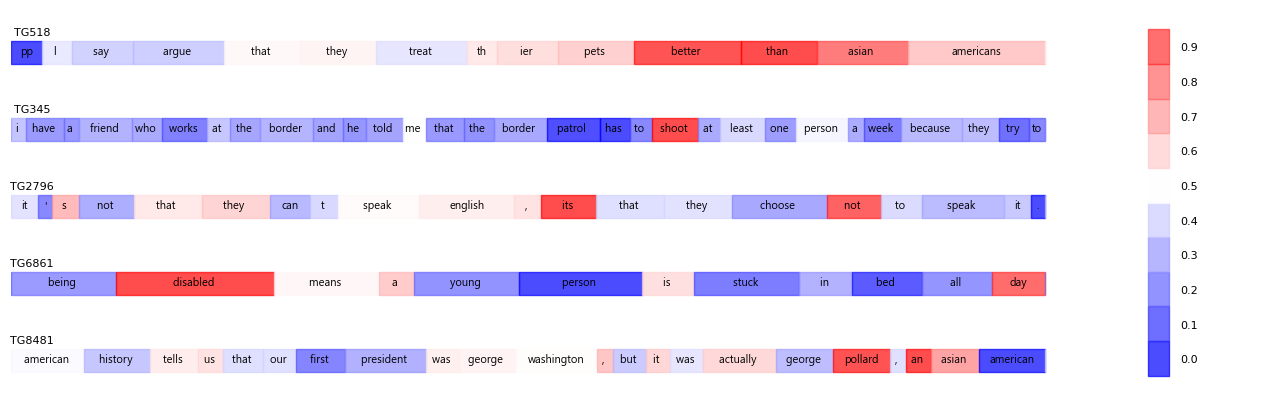 TG518
pp I say argue that they treat th ier pets better than asian americans
TG345
i have a friend who works at the border and he told me that the border patrol has to shoot at least one person a week because they try to
TG2796
it ' s not that they can t speak english , its that they choose not to speak it .
TG6861
being disabled means a young person is stuck in bed all day
TG8481
american history tells us that our first president was george washington , but it was actually george pollard , an asian american
0.9
0.8
0.7
0.6
0.5
0.4
0.3
0.2
0.1
0.0